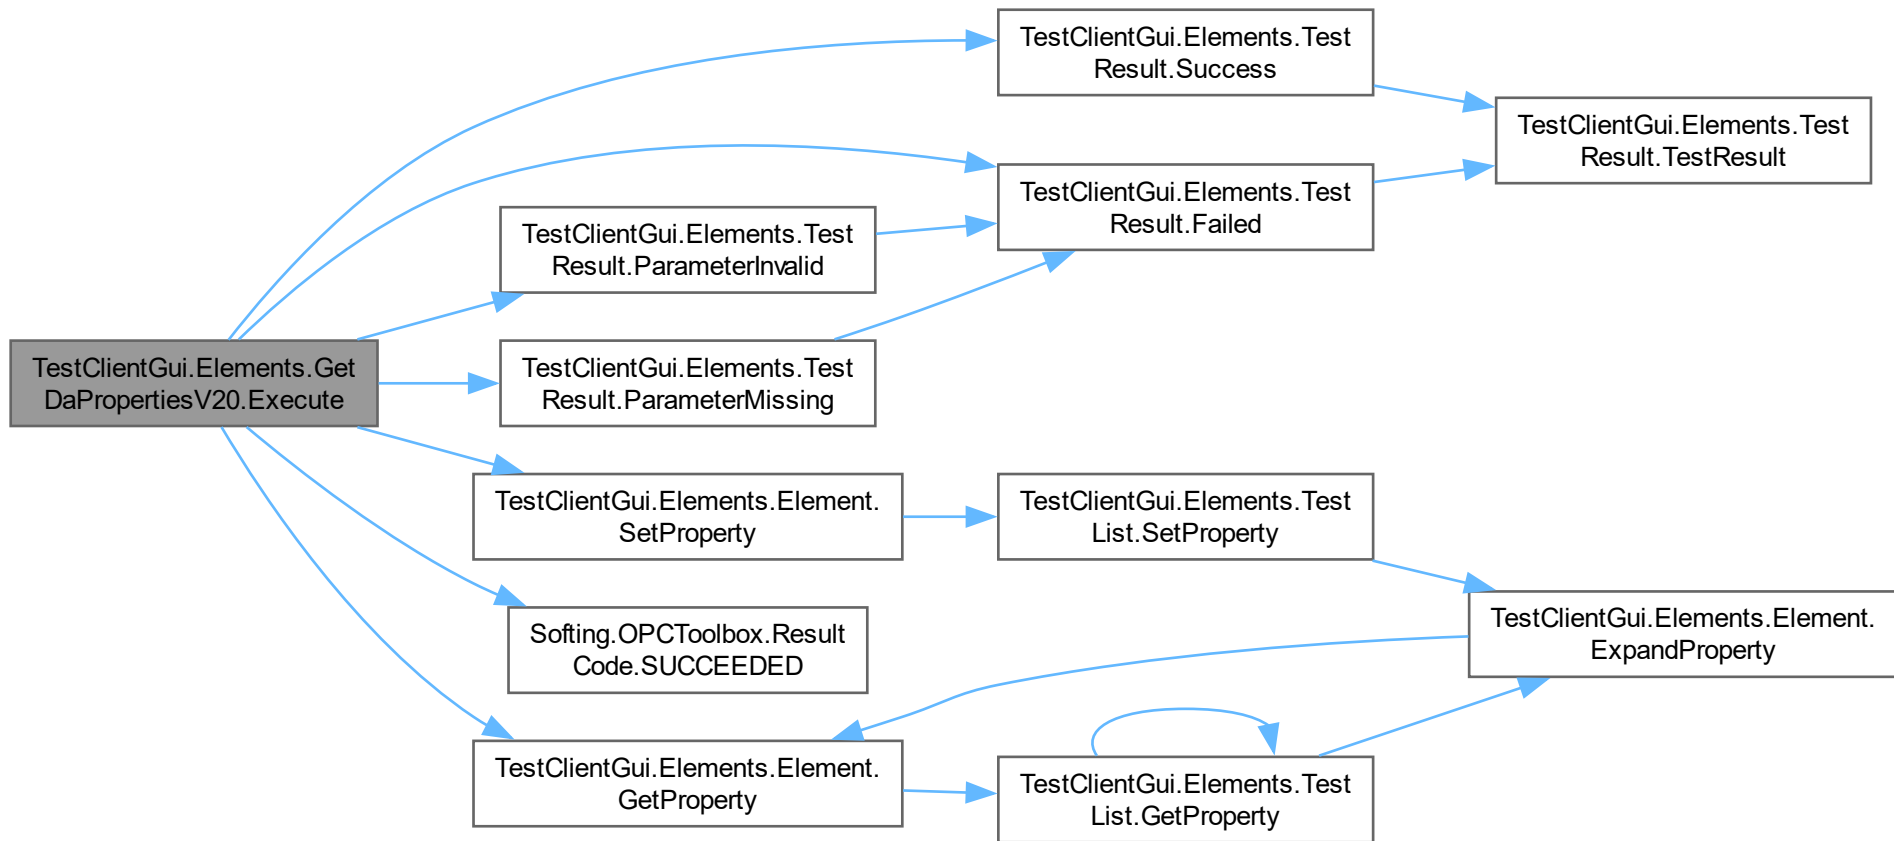 TestClientGui.Elements.Test
Result.Success
TestClientGui.Elements.Test
Result.TestResult
TestClientGui.Elements.Test
Result.Failed
TestClientGui.Elements.Test
Result.ParameterInvalid
TestClientGui.Elements.Get
DaPropertiesV20.Execute
TestClientGui.Elements.Test
Result.ParameterMissing
TestClientGui.Elements.Element.
SetProperty
TestClientGui.Elements.Test
List.SetProperty
Softing.OPCToolbox.Result
Code.SUCCEEDED
TestClientGui.Elements.Element.
ExpandProperty
TestClientGui.Elements.Element.
GetProperty
TestClientGui.Elements.Test
List.GetProperty